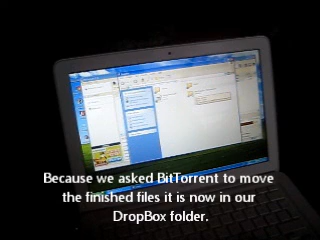 Because we asked BitTorrent to move
the finished files it is now in our
DropBox folder.